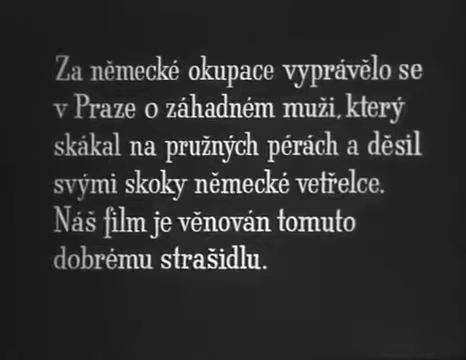 Za německé okupace vyprávělo se
v Praze o záhadném muži, který
skákal na pružných pérách a děsil
svými skoky německé vetřelce.
Náš film je věnován tomuto
dobrému strašidlu.